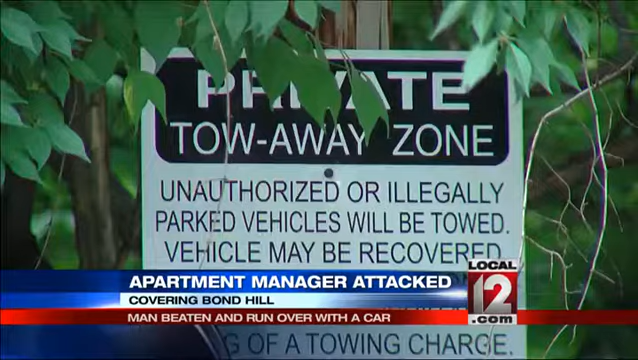 PRIVATE
TOW-AWAY ZONE
UNAUTHORIZED OR ILLEGALLY
PARKED VEHICLES WILL BE TOWED.
VEHICLE MAY BE RECOVERED
APARTMENT MANAGER ATTACKED
COVERING BOND HILL
MAN BEATEN AND RUN OVER WITH A CAR
LOCAL
12
.com
OF A TOWING CHARGE.